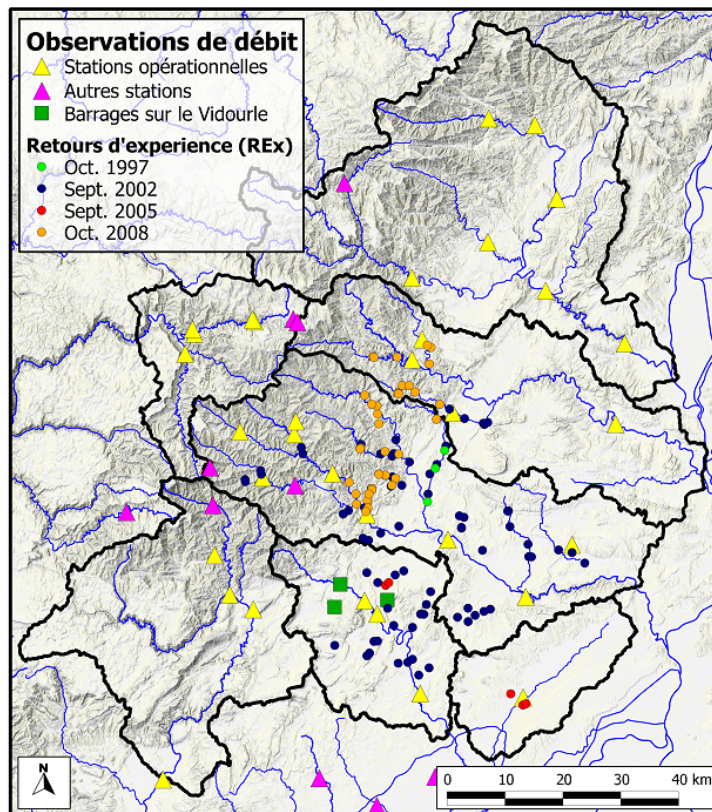 Observations de débit
Stations opérationnelles
Autres stations
Barrages sur le Vidourle
Retours d'experience (REx)
Oct. 1997
Sept. 2002
Sept. 2005
Oct. 2008
N
0 10 20 30 40 km